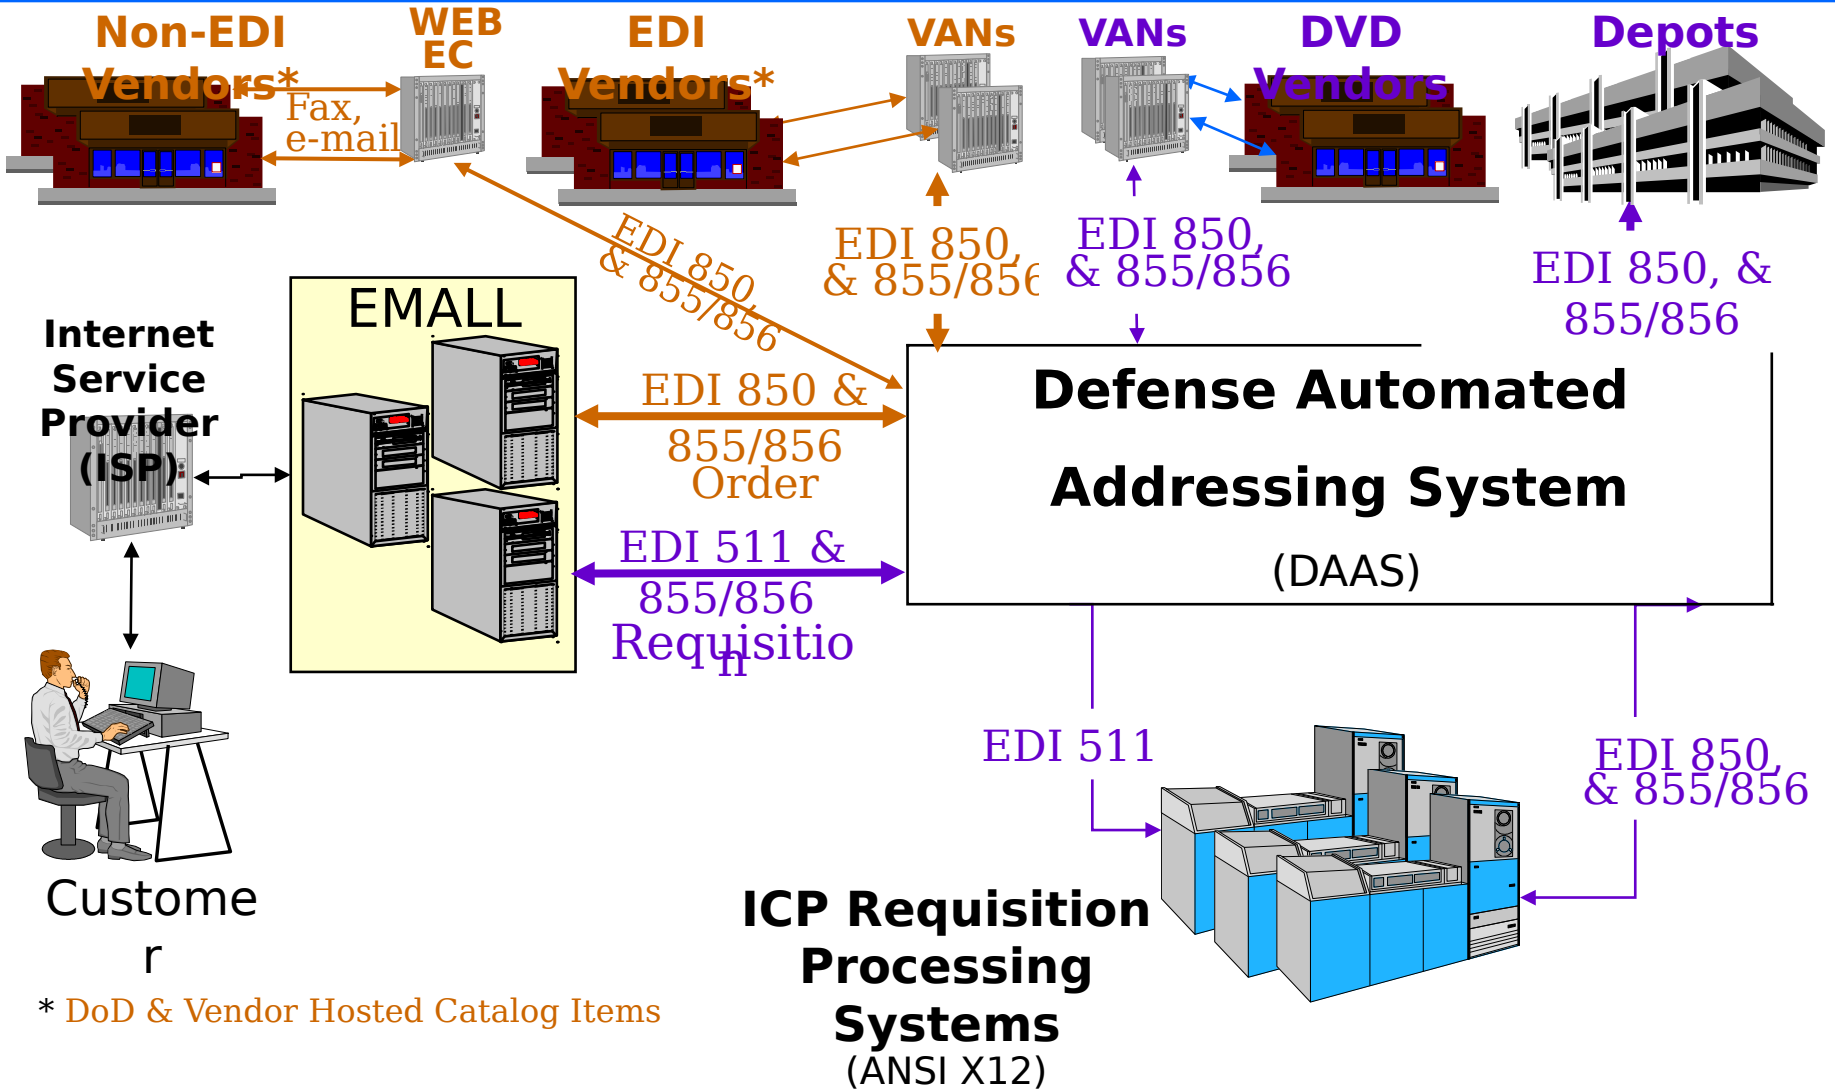 Non-EDI
Vendors*
WEB
EC
EDI
Vendors*
VANs
VANs
DVD
Vendors
Depots
Fax,
e-mail
EDI 850,
& 855/856
EDI 850,
& 855/856
EDI 850,
& 855/856
EDI 850, &
855/856
Internet
Service
Provider
(ISP)
EMALL
EDI 850 &
855/856
Order
EDI 511 &
855/856
Requisitio
n
Defense Automated
Addressing System
(DAAS)
EDI 511
EDI 850,
& 855/856
Custome
r
ICP Requisition
Processing
Systems
(ANSI X12)
* DoD & Vendor Hosted Catalog Items